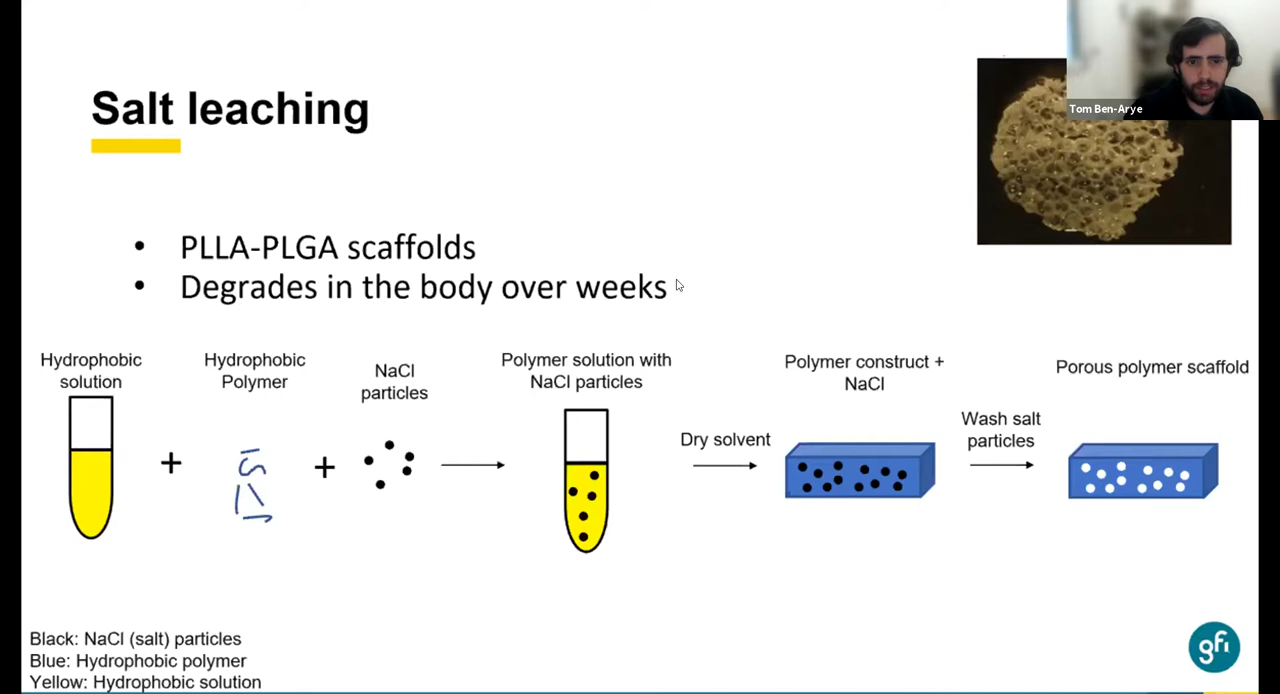 Tom Ben-Arye
Salt leaching
• PLLA-PLGA scaffolds
• Degrades in the body over weeks
Hydrophobic
solution
Hydrophobic
Polymer
NaCl
particles
Polymer solution with
NaCl particles
Polymer construct +
NaCl
Porous polymer scaffold
+
+
Dry solvent
Wash salt
particles
Black: NaCl (salt) particles
Blue: Hydrophobic polymer
Yellow: Hydrophobic solution
gfi